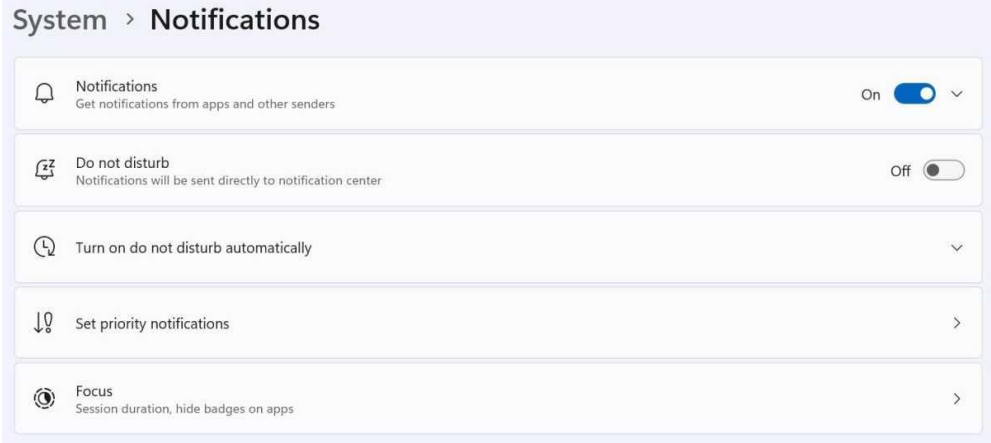 System > Notifications
Notifications
Get notifications from apps and other senders
On
Do not disturb
Notifications will be sent directly to notification center
Off
Turn on do not disturb automatically
Set priority notifications
Focus
Session duration, hide badges on apps